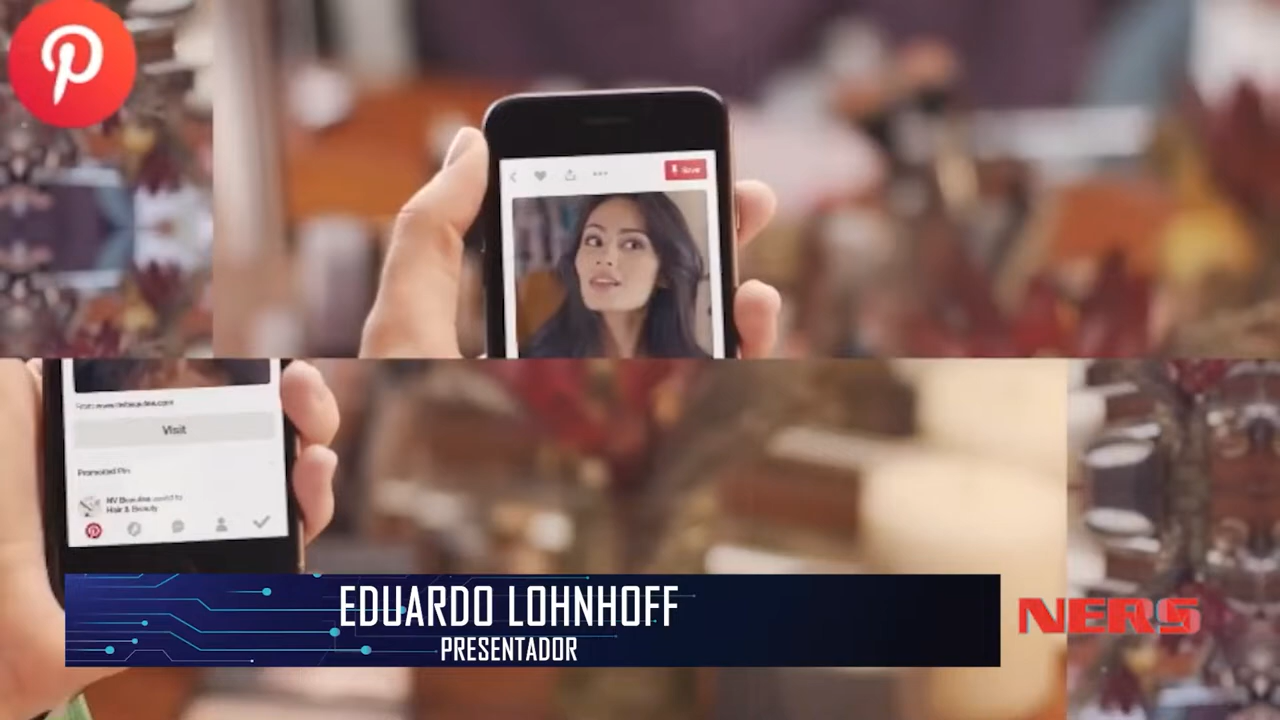 Save
Visit
Promoted Pin
Hair & Beauty
EDUARDO LOHNHOFF
PRESENTADOR
NERS